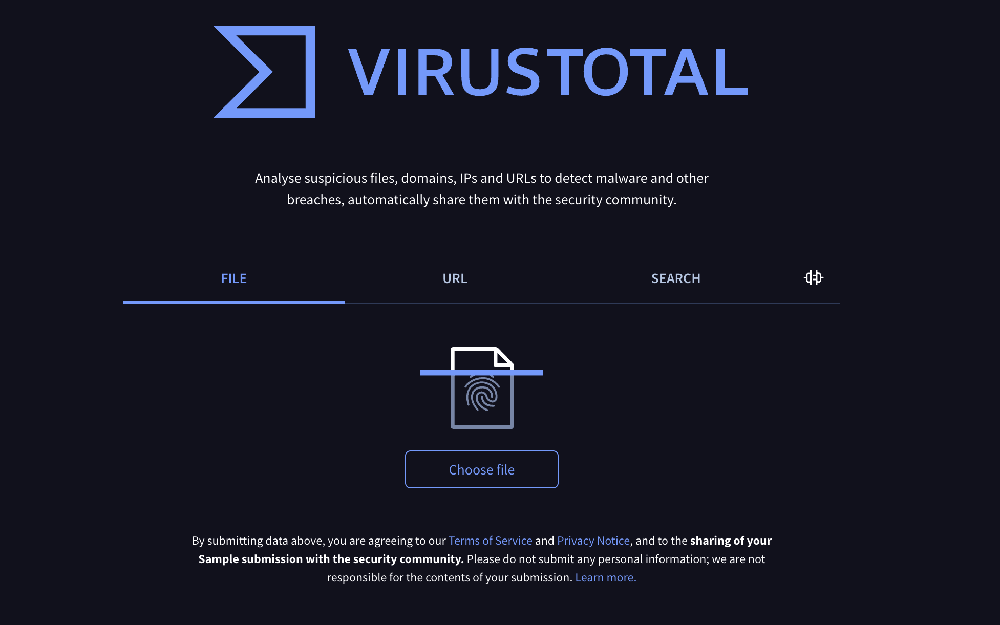 VIRUSTOTAL
Analyse suspicious files, domains, IPs and URLs to detect malware and other
breaches, automatically share them with the security community.
FILE
URL
SEARCH
Choose file
By submitting data above, you are agreeing to our Terms of Service and Privacy Notice, and to the sharing of your
Sample submission with the security community. Please do not submit any personal information; we are not
responsible for the contents of your submission. Learn more.